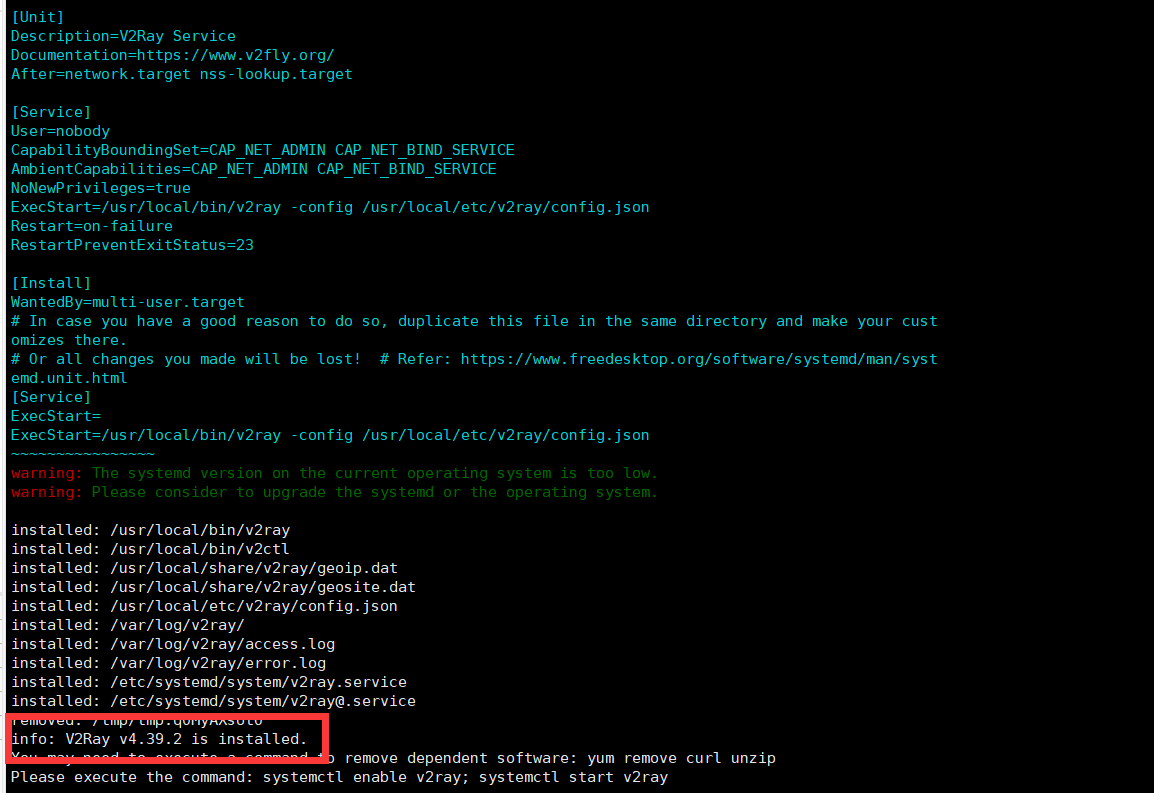 [Unit]
Description=V2Ray Service
Documentation=https://www.v2fly.org/
After=network.target nss-lookup.target
[Service]
User=nobody
CapabilityBoundingSet=CAP_NET_ADMIN CAP_NET_BIND_SERVICE
AmbientCapabilities=CAP_NET_ADMIN CAP_NET_BIND_SERVICE
NoNewPrivileges=true
ExecStart=/usr/local/bin/v2ray -config /usr/local/etc/v2ray/config.json
Restart=on-failure
RestartPreventExitStatus=23
[Install]
WantedBy=multi-user.target
# In case you have a good reason to do so, duplicate this file in the same directory and make your cust
omizes there.
# Or all changes you made will be lost!  # Refer: https://www.freedesktop.org/software/systemd/man/syst
emd.unit.html
[Service]
ExecStart=
ExecStart=/usr/local/bin/v2ray -config /usr/local/etc/v2ray/config.json
~~~~~~~~~~~~~~~~
warning: The systemd version on the current operating system is too low.
warning: Please consider to upgrade the systemd or the operating system.
installed: /usr/local/bin/v2ray
installed: /usr/local/bin/v2ctl
installed: /usr/local/share/v2ray/geoip.dat
installed: /usr/local/share/v2ray/geosite.dat
installed: /usr/local/etc/v2ray/config.json
installed: /var/log/v2ray/
installed: /var/log/v2ray/access.log
installed: /var/log/v2ray/error.log
installed: /etc/systemd/system/v2ray.service
installed: /etc/systemd/system/v2ray@.service
removed:
info: V2Ray v4.39.2 is installed.
You may need to execute a command to remove dependent software: yum remove curl unzip
Please execute the command: systemctl enable v2ray; systemctl start v2ray